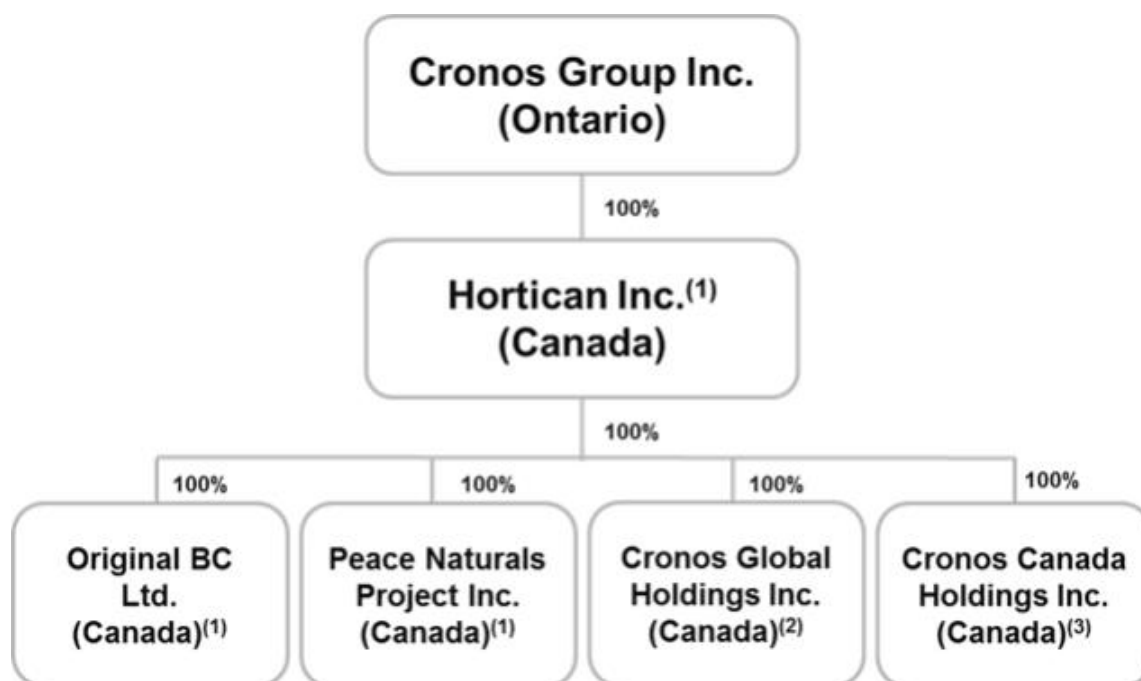 Cronos Group Inc.
(Ontario)
100%
Hortican Inc.(1)
(Canada)
100%
100%
100%
100%
100%
Original BC
Ltd.
(Canada)(1)
Peace Naturals
Project Inc.
(Canada)(1)
Cronos Global
Holdings Inc.
(Canada)(2)
Cronos Canada
Holdings Inc.
(Canada)(3)